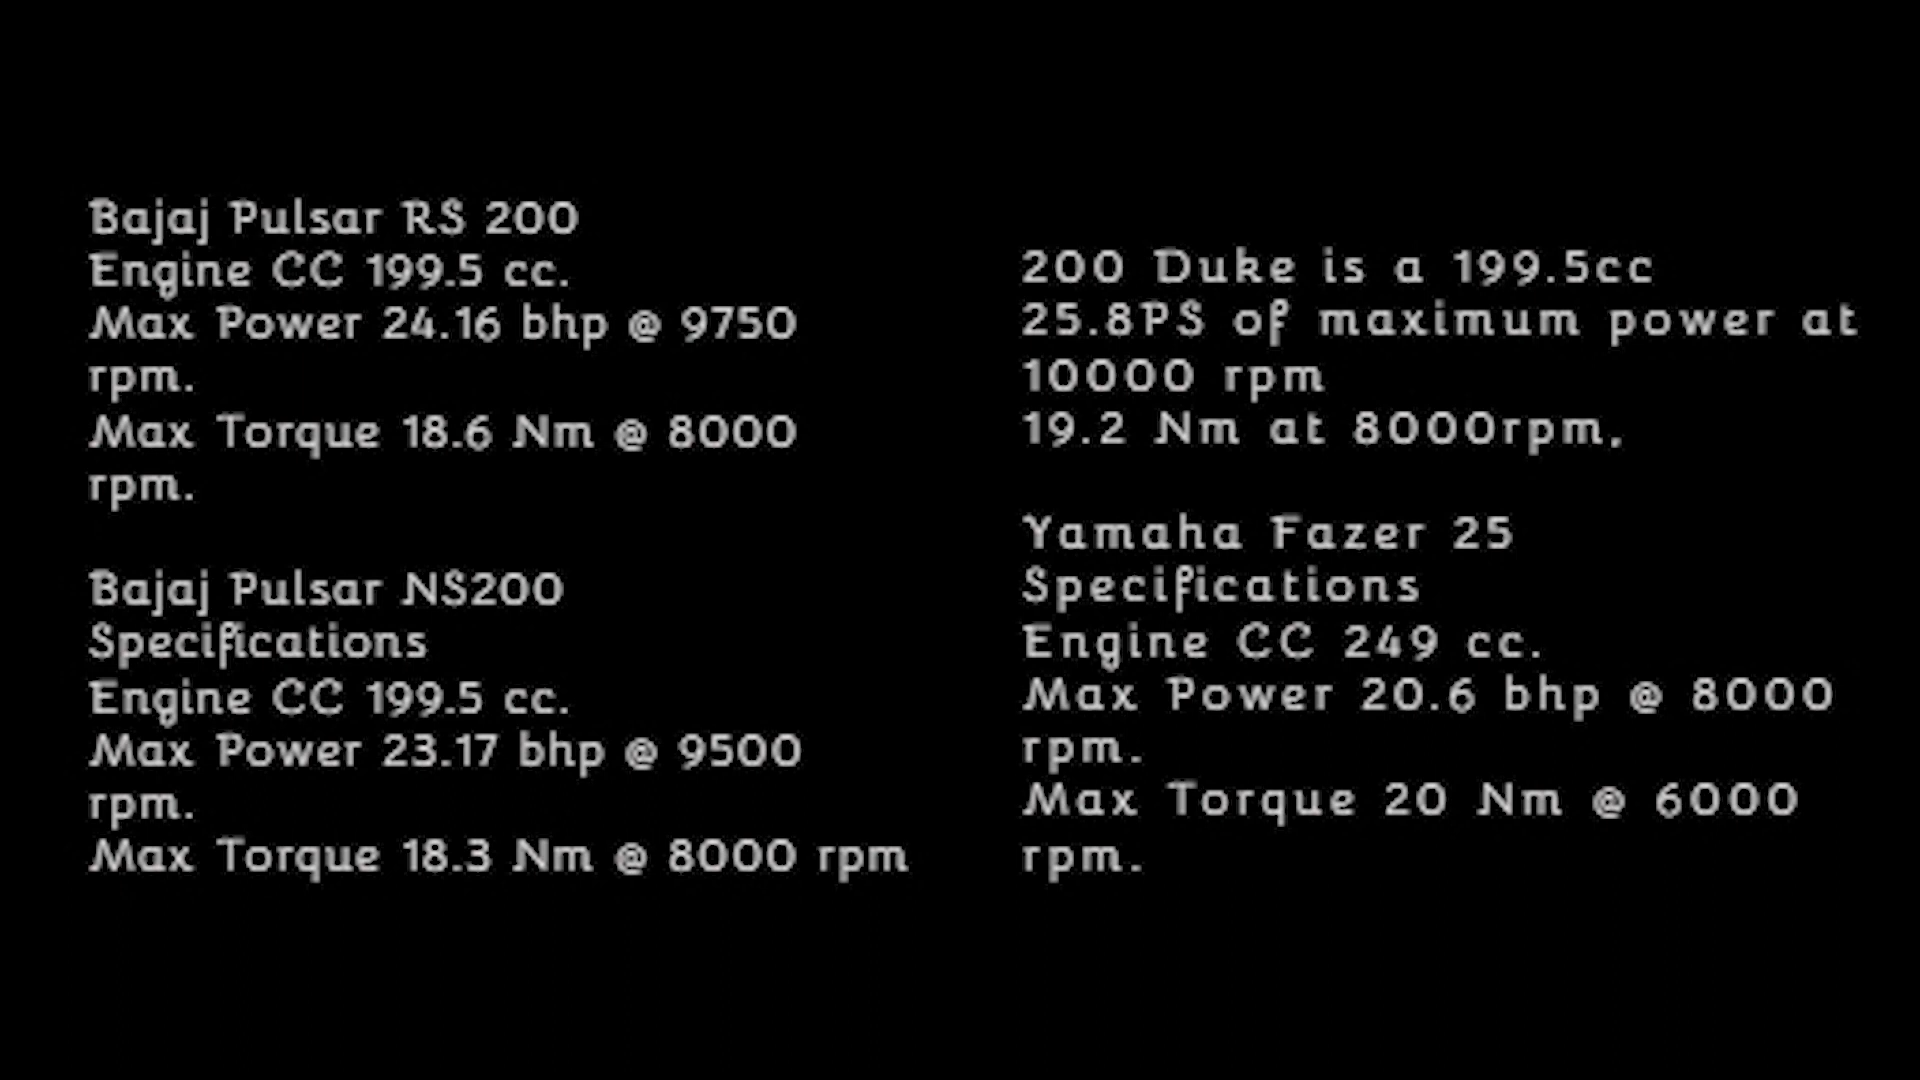 Bajaj Pulsar RS 200
Engine CC 199.5 cc.
Max Power 24.16 bhp @ 9750
rpm.
Max Torque 18.6 Nm @ 8000
rpm.
Bajaj Pulsar NS200
Specifications
Engine CC 199.5 cc.
Max Power 23.17 bhp @ 9500
rpm.
Max Torque 18.3 Nm @ 8000 rpm
200 Duke is a 199.5cc
25.8PS of maximum power at
10000 rpm
19.2 Nm at 8000rpm,
Yamaha Fazer 25
Specifications
Engine CC 249 cc.
Max Power 20.6 bhp @ 8000
rpm.
Max Torque 20 Nm @ 6000
rpm.